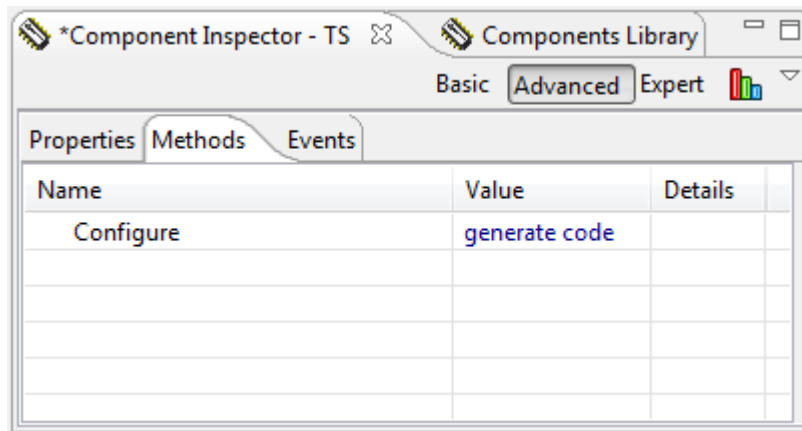 *Component Inspector - TS Components Library
Basic Advanced Expert
Properties Methods Events
Name Value Details
Configure generate code